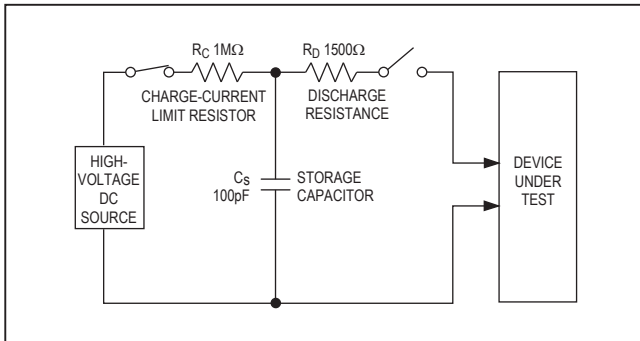 RC 1MΩ
CHARGE-CURRENT
LIMIT RESISTOR
RD 1500Ω
DISCHARGE
RESISTANCE
HIGH-
VOLTAGE
DC
SOURCE
CS
100pF
STORAGE
CAPACITOR
DEVICE
UNDER
TEST